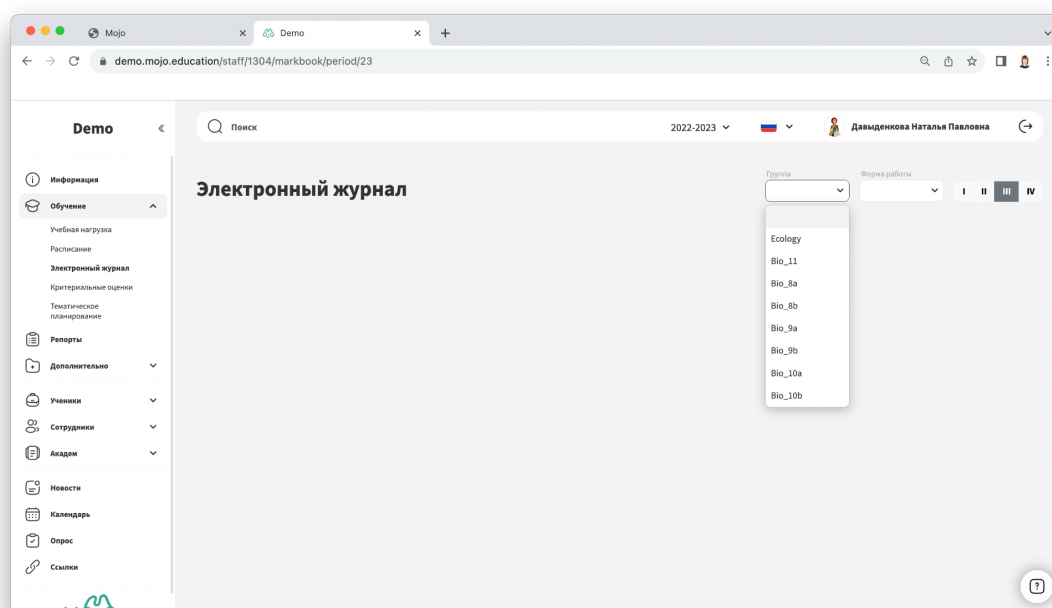 Mojo
Demo
demo.mojo.education/staff/1304/markbook/period/23
Demo
Поиск
2022-2023
Давыденкова Наталья Павловна
Информация
Обучение
Учебная нагрузка
Расписание
Электронный журнал
Критериальные оценки
Тематическое
планирование
Репорты
Дополнительно
Ученики
Сотрудники
Академ
Новости
Календарь
Опрос
Ссылки
Электронный журнал
Группа
Форма работы
I II III IV
Ecology
Bio_11
Bio_8a
Bio_8b
Bio_9a
Bio_9b
Bio_10a
Bio_10b